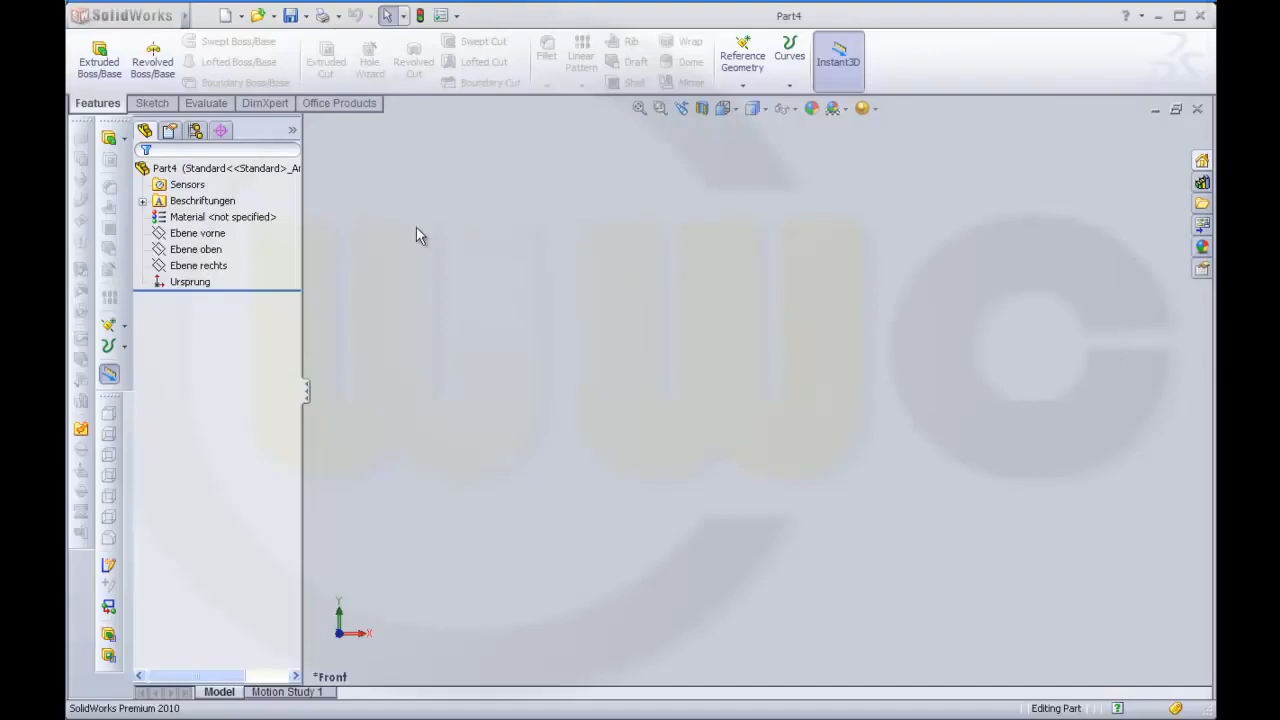 SolidWorks
Part4
Extruded Boss/Base
Revolved Boss/Base
Swept Boss/Base
Lofted Boss/Base
Boundary Boss/Base
Extruded Cut
Hole Wizard
Revolved Cut
Swept Cut
Lofted Cut
Boundary Cut
Fillet
Linear Pattern
Rib
Draft
Shell
Wrap
Dome
Mirror
Reference Geometry
Curves
Instant3D
Features
Sketch
Evaluate
DimXpert
Office Products
Part4 (Standard<<Standard>_Ar
Sensors
Beschriftungen
Material <not specified>
Ebene vorne
Ebene oben
Ebene rechts
Ursprung
uwc
Y
X
*Front
Model
Motion Study 1
SolidWorks Premium 2010
Editing Part